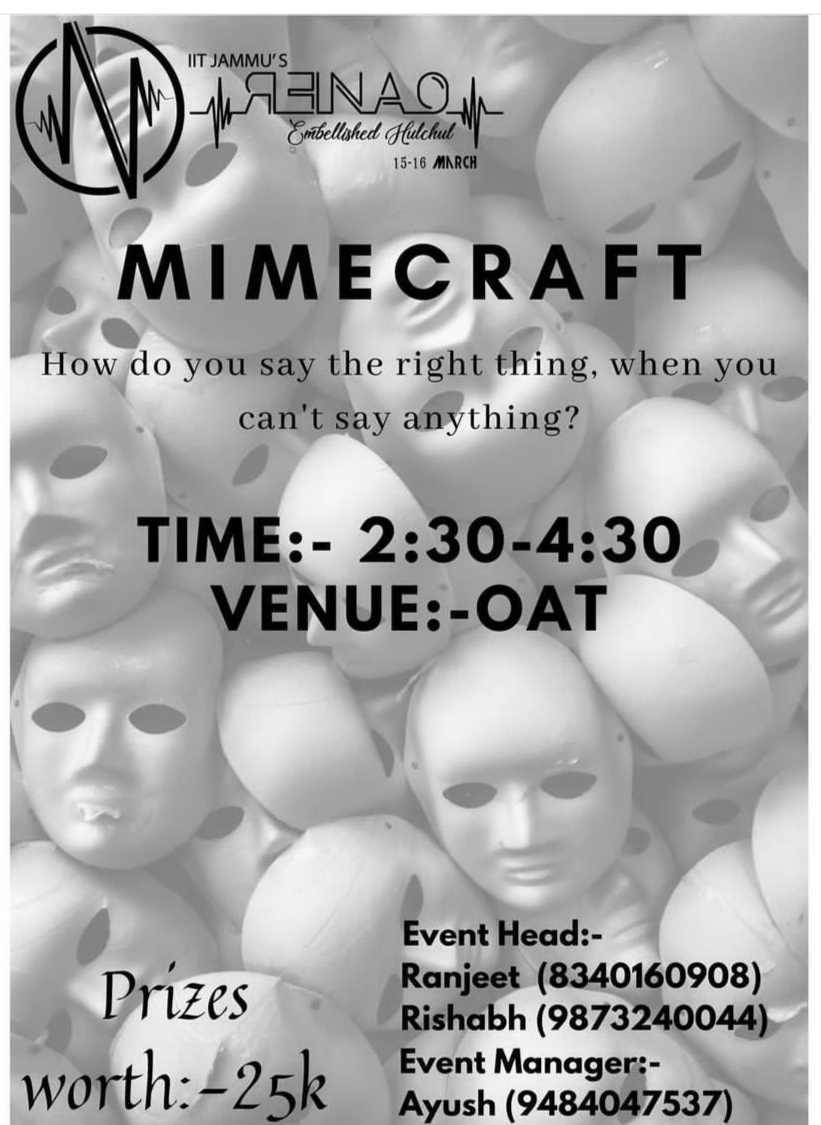 IIT JAMMU'S
RENAO
Embellished Hulchul
15-16 MARCH
MIMECRAFT
How do you say the right thing, when you
can't say anything?
TIME:- 2:30-4:30
VENUE:-OAT
Event Head:-
Ranjeet (8340160908)
Rishabh (9873240044)
Event Manager:-
Ayush (9484047537)
Prizes
worth:-25k